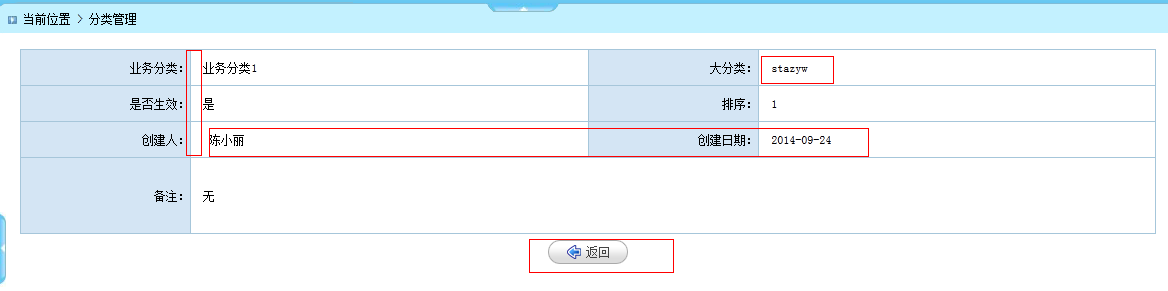 当前位置 > 分类管理
业务分类: 业务分类1 大分类: stazyw
是否生效: 是 排序: 1
创建人: 陈小丽 创建日期: 2014-09-24
备注: 无
返回